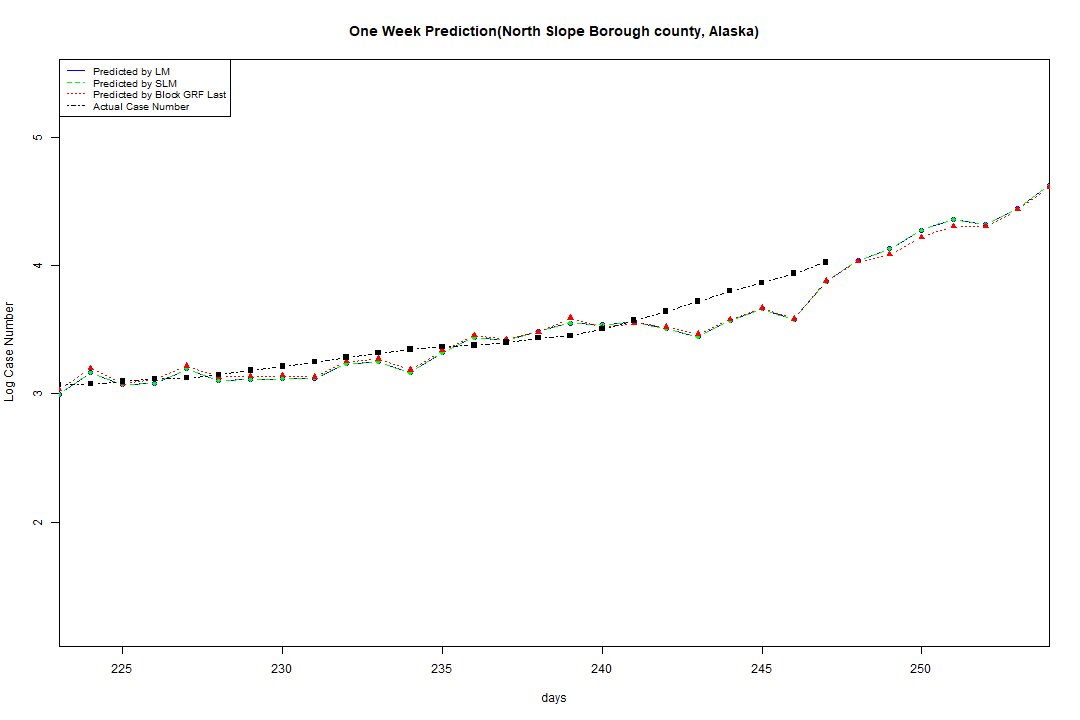 One Week Prediction(North Slope Borough county, Alaska)
Predicted by LM
Predicted by SLM
Predicted by Block GRF Last
Actual Case Number
5
4
3
2
Log Case Number
225 230 235 240 245 250
days